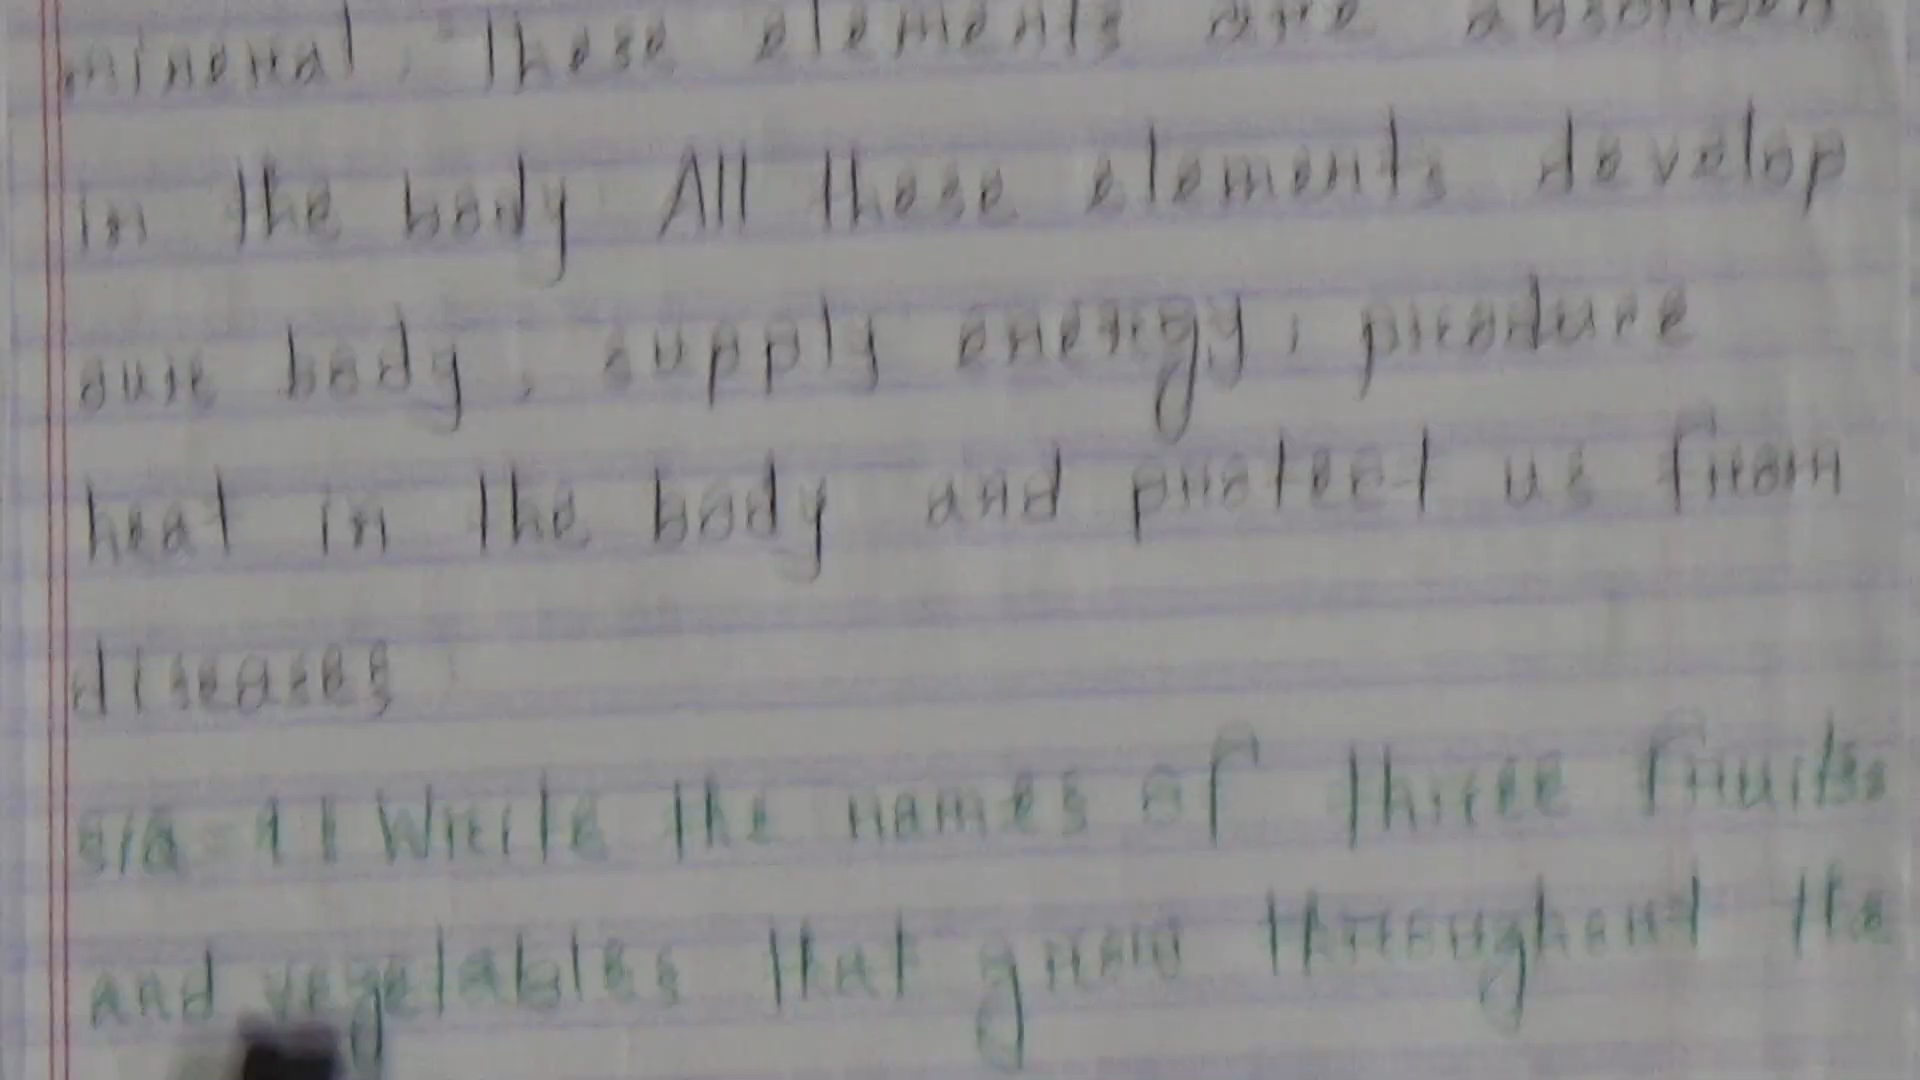 mineral, These elements are absorbed
in the body All these elements develop
our body, supply energy, produce
heat in the body and protect us from
diseases
S/Q - 11 Write the names of three fruits
and vegetables that grow throughout the